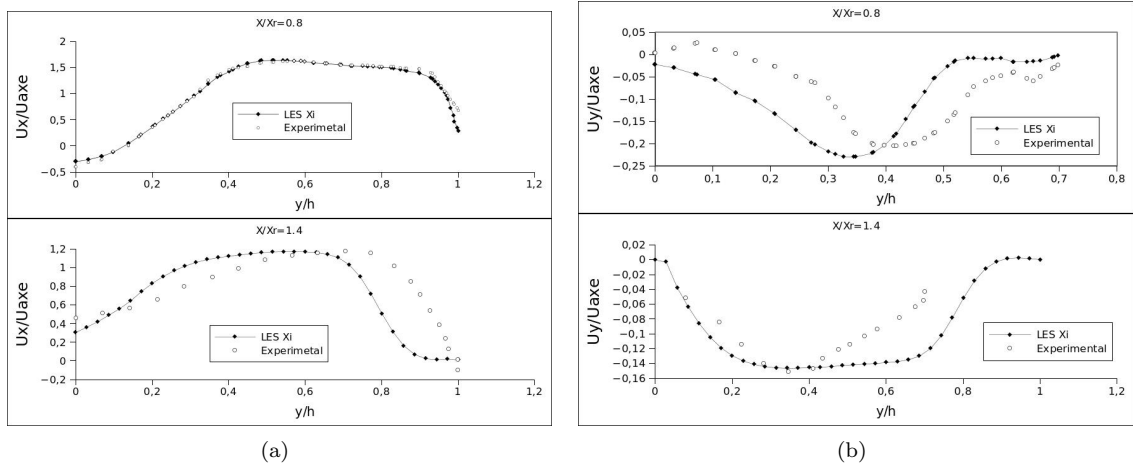 X/Xr=0.8
2
1,5
1
0,5
0
−0,5
Ux/Uaxe
LES Xi
Experimetal
0 0,2 0,4 0,6 0,8 1 1,2
y/h
X/Xr=1.4
1,2
1
0,8
0,6
0,4
0,2
0
−0,2
Ux/Uaxe
LES Xi
Experimetal
0 0,2 0,4 0,6 0,8 1 1,2
y/h
(a)
X/Xr=0.8
0,05
0
−0,05
−0,1
−0,15
−0,2
−0,25
Uy/Uaxe
LES Xi
Experimental
0 0,1 0,2 0,3 0,4 0,5 0,6 0,7 0,8
y/h
X/Xr=1.4
0,02
0
−0,02
−0,04
−0,06
−0,08
−0,1
−0,12
−0,14
−0,16
Uy/Uaxe
LES Xi
Experimental
0 0,2 0,4 0,6 0,8 1 1,2
y/h
(b)